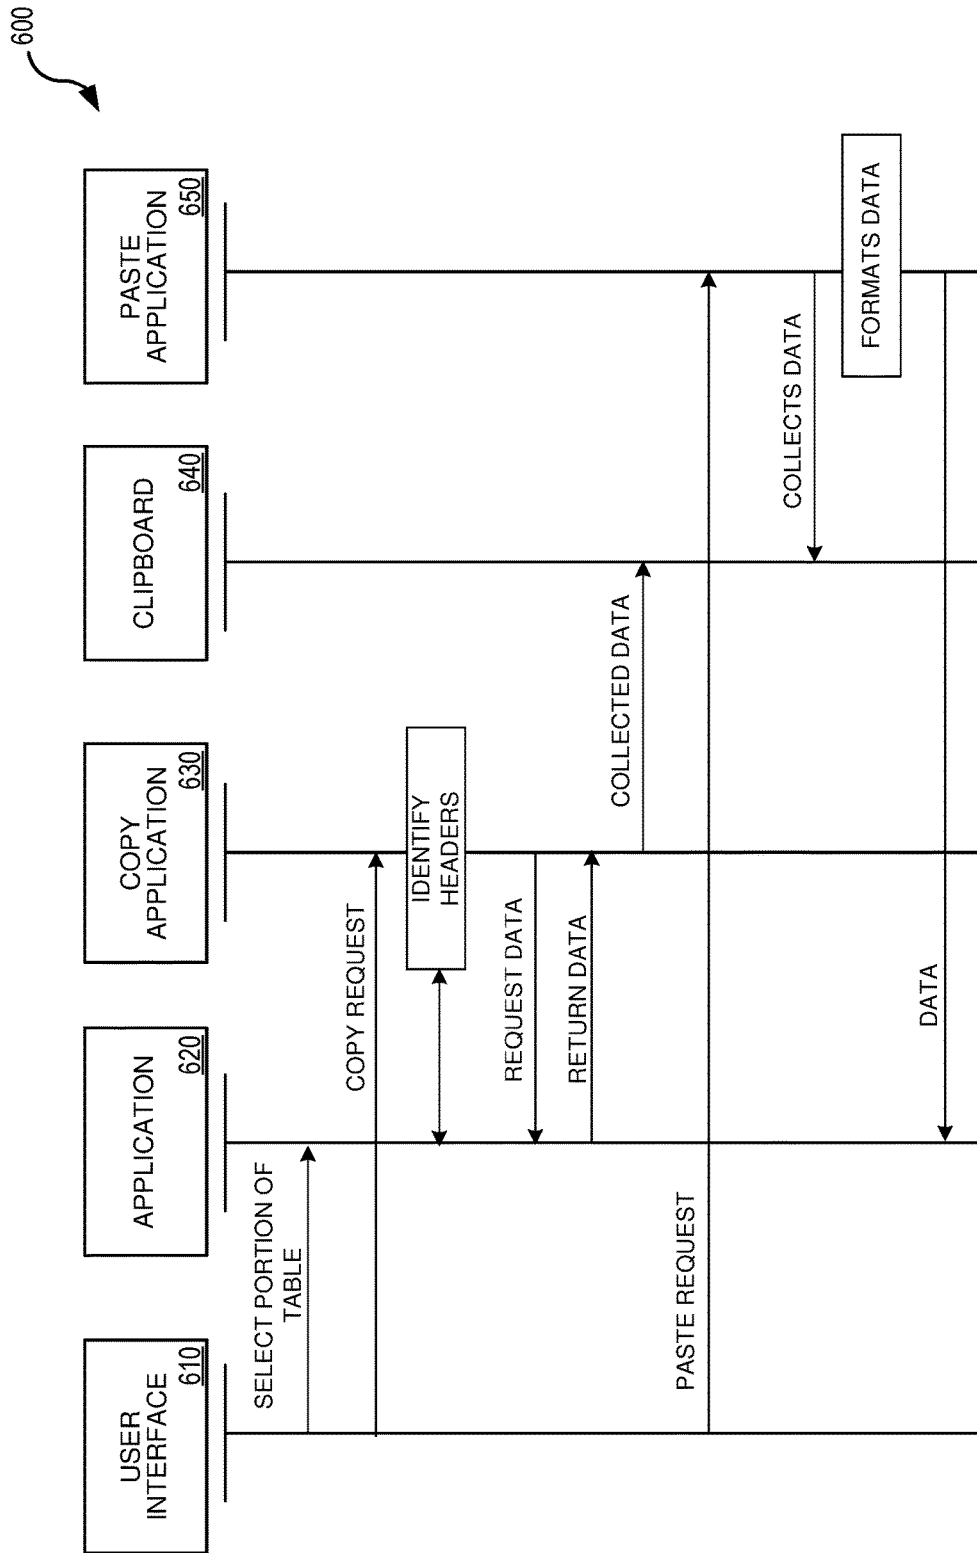 600
USER
INTERFACE
610
APPLICATION
620
COPY
APPLICATION
630
CLIPBOARD
640
PASTE
APPLICATION
650
SELECT PORTION OF
TABLE
COPY REQUEST
IDENTIFY
HEADERS
REQUEST DATA
RETURN DATA
COLLECTED DATA
PASTE REQUEST
COLLECTS DATA
FORMATS DATA
DATA